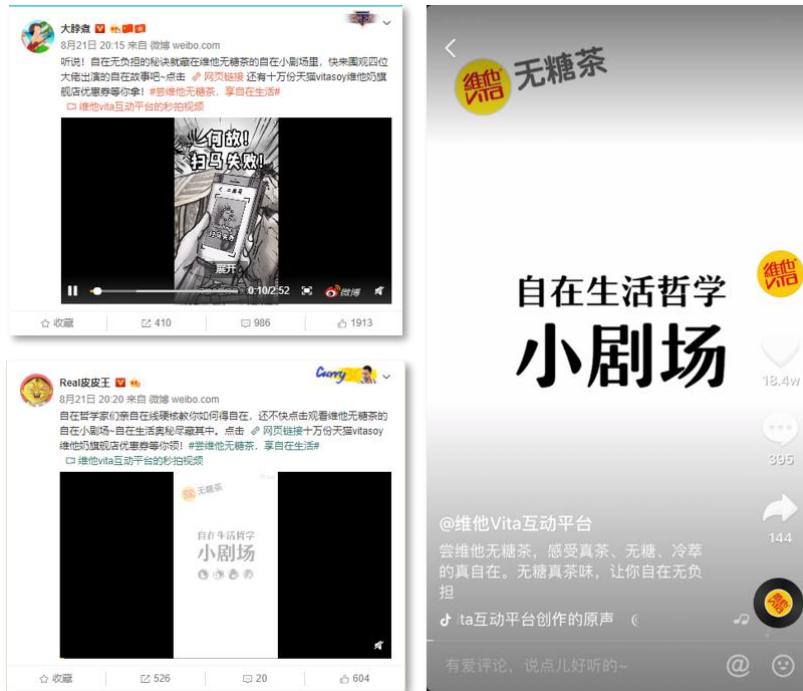 大脖煮
8月21日 20:15 来自 微博 weibo.com
听说！自在无负担的秘诀就藏在维他无糖茶的自在小剧场里，快来围观四位
大佬出演的自在故事吧~点击 网页链接 还有十万份天猫vitasoy维他奶旗
舰店优惠券等你拿！#尝维他无糖茶，享自在生活#
维他vita互动平台的秒拍视频
何故！
扫马失败！
展开
0:10/2:52
微博
收藏
410
986
1913
Real皮皮王
8月21日 20:20 来自 微博 weibo.com
自在哲学家们亲自在线硬核教你如何得自在，还不快点击观看维他无糖茶的
自在小剧场~自在生活奥秘尽藏其中。点击 网页链接十万份天猫vitasoy
维他奶旗舰店优惠券等你领！#尝维他无糖茶，享自在生活#
维他vita互动平台的秒拍视频
无糖茶
自在生活哲学
小剧场
收藏
526
20
604
維他
VITA
无糖茶
自在生活哲学
小剧场
維他
VITA
18.4w
395
144
@维他Vita互动平台
尝维他无糖茶，感受真茶、无糖、冷萃
的真自在。无糖真茶味，让你自在无负
担
ta互动平台创作的原声
有爱评论，说点儿好听的~